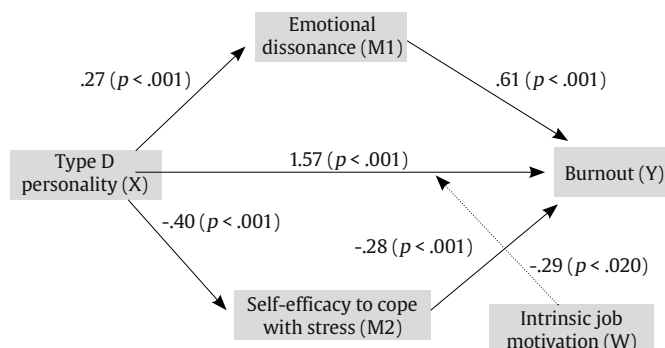 Emotional
dissonance (M1)
.27 (p < .001)
.61 (p < .001)
Type D
personality (X)
1.57 (p < .001)
Burnout (Y)
-.40 (p < .001)
-.28 (p < .001)
-.29 (p < .020)
Self-efficacy to cope
with stress (M2)
Intrinsic job
motivation (W)